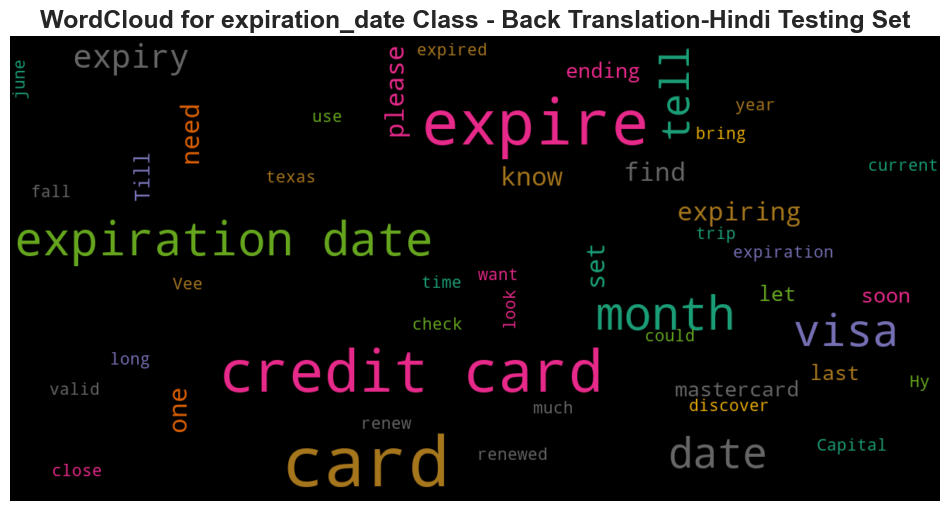 WordCloud for expiration_date Class - Back Translation-Hindi Testing Set
june
expiry
please
expired
ending
tell
need
use
expire
year
bring
Till
fall
texas
know
find
current
expiration date
expiring
trip
expiration
set
Vee
time
want
look
let
soon
month
check
could
visa
long
credit card
valid
one
mastercard
last
Hy
much
discover
renew
close
card
renewed
date
Capital